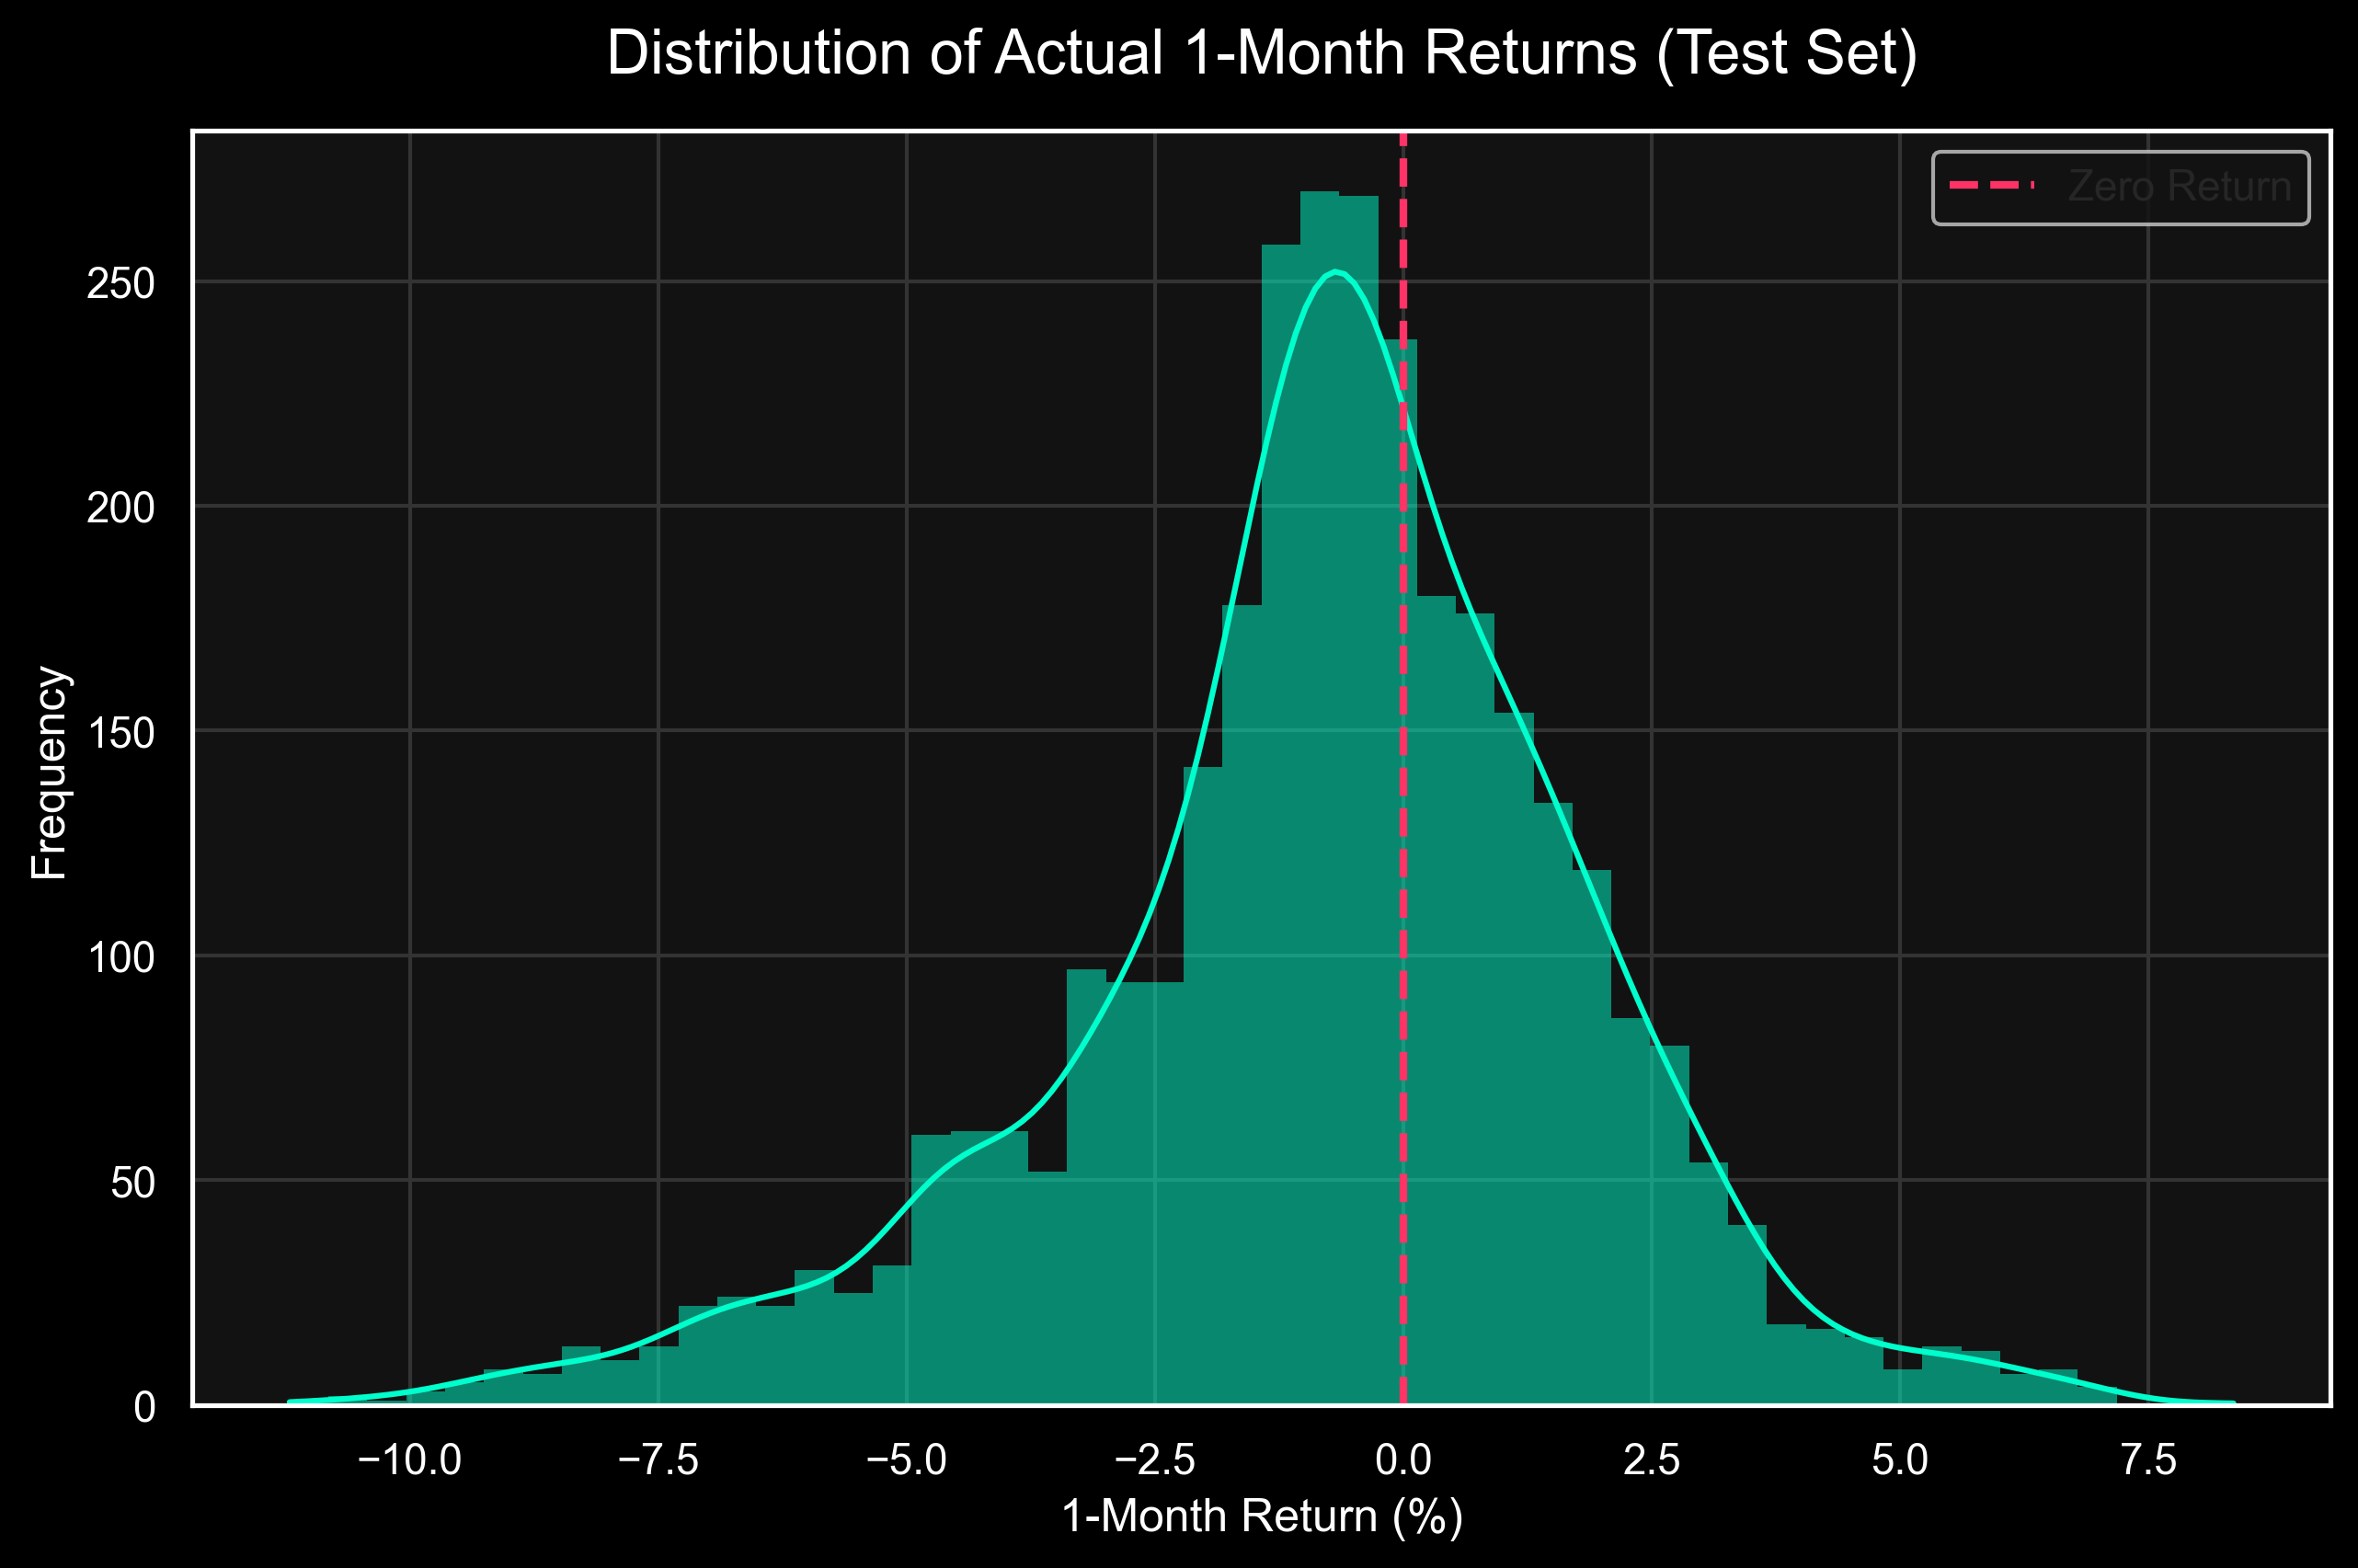 Distribution of Actual 1-Month Returns (Test Set)
Zero Return
Frequency
250
200
150
100
50
0
−10.0 −7.5 −5.0 −2.5 0.0 2.5 5.0 7.5
1-Month Return (%)